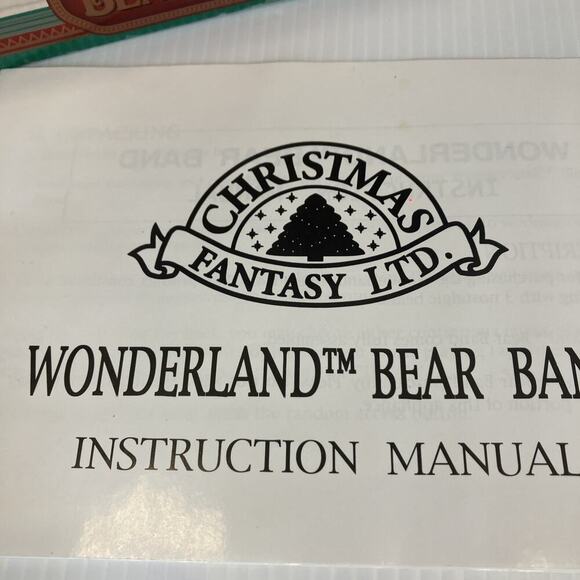 CHRISTMAS
FANTASY LTD.
WONDERLAND™ BEAR BAN
INSTRUCTION MANUAL